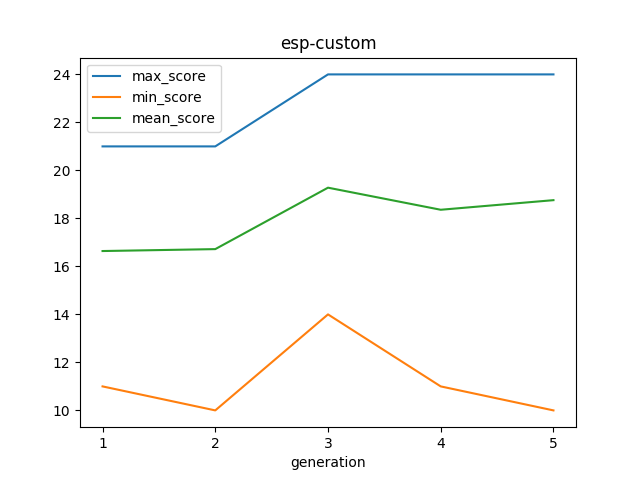 esp-custom
max_score
min_score
mean_score
24
22
20
18
16
14
12
10
1 2 3 4 5
generation